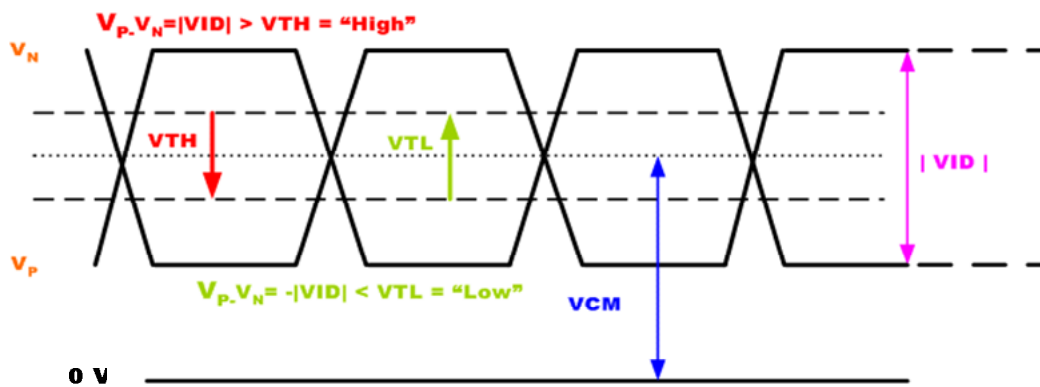 VP-VN=|VID| > VTH = “High”
VN
VTH
VTL
| VID |
VP
VP-VN= -|VID| < VTL = “Low”
VCM
0 V